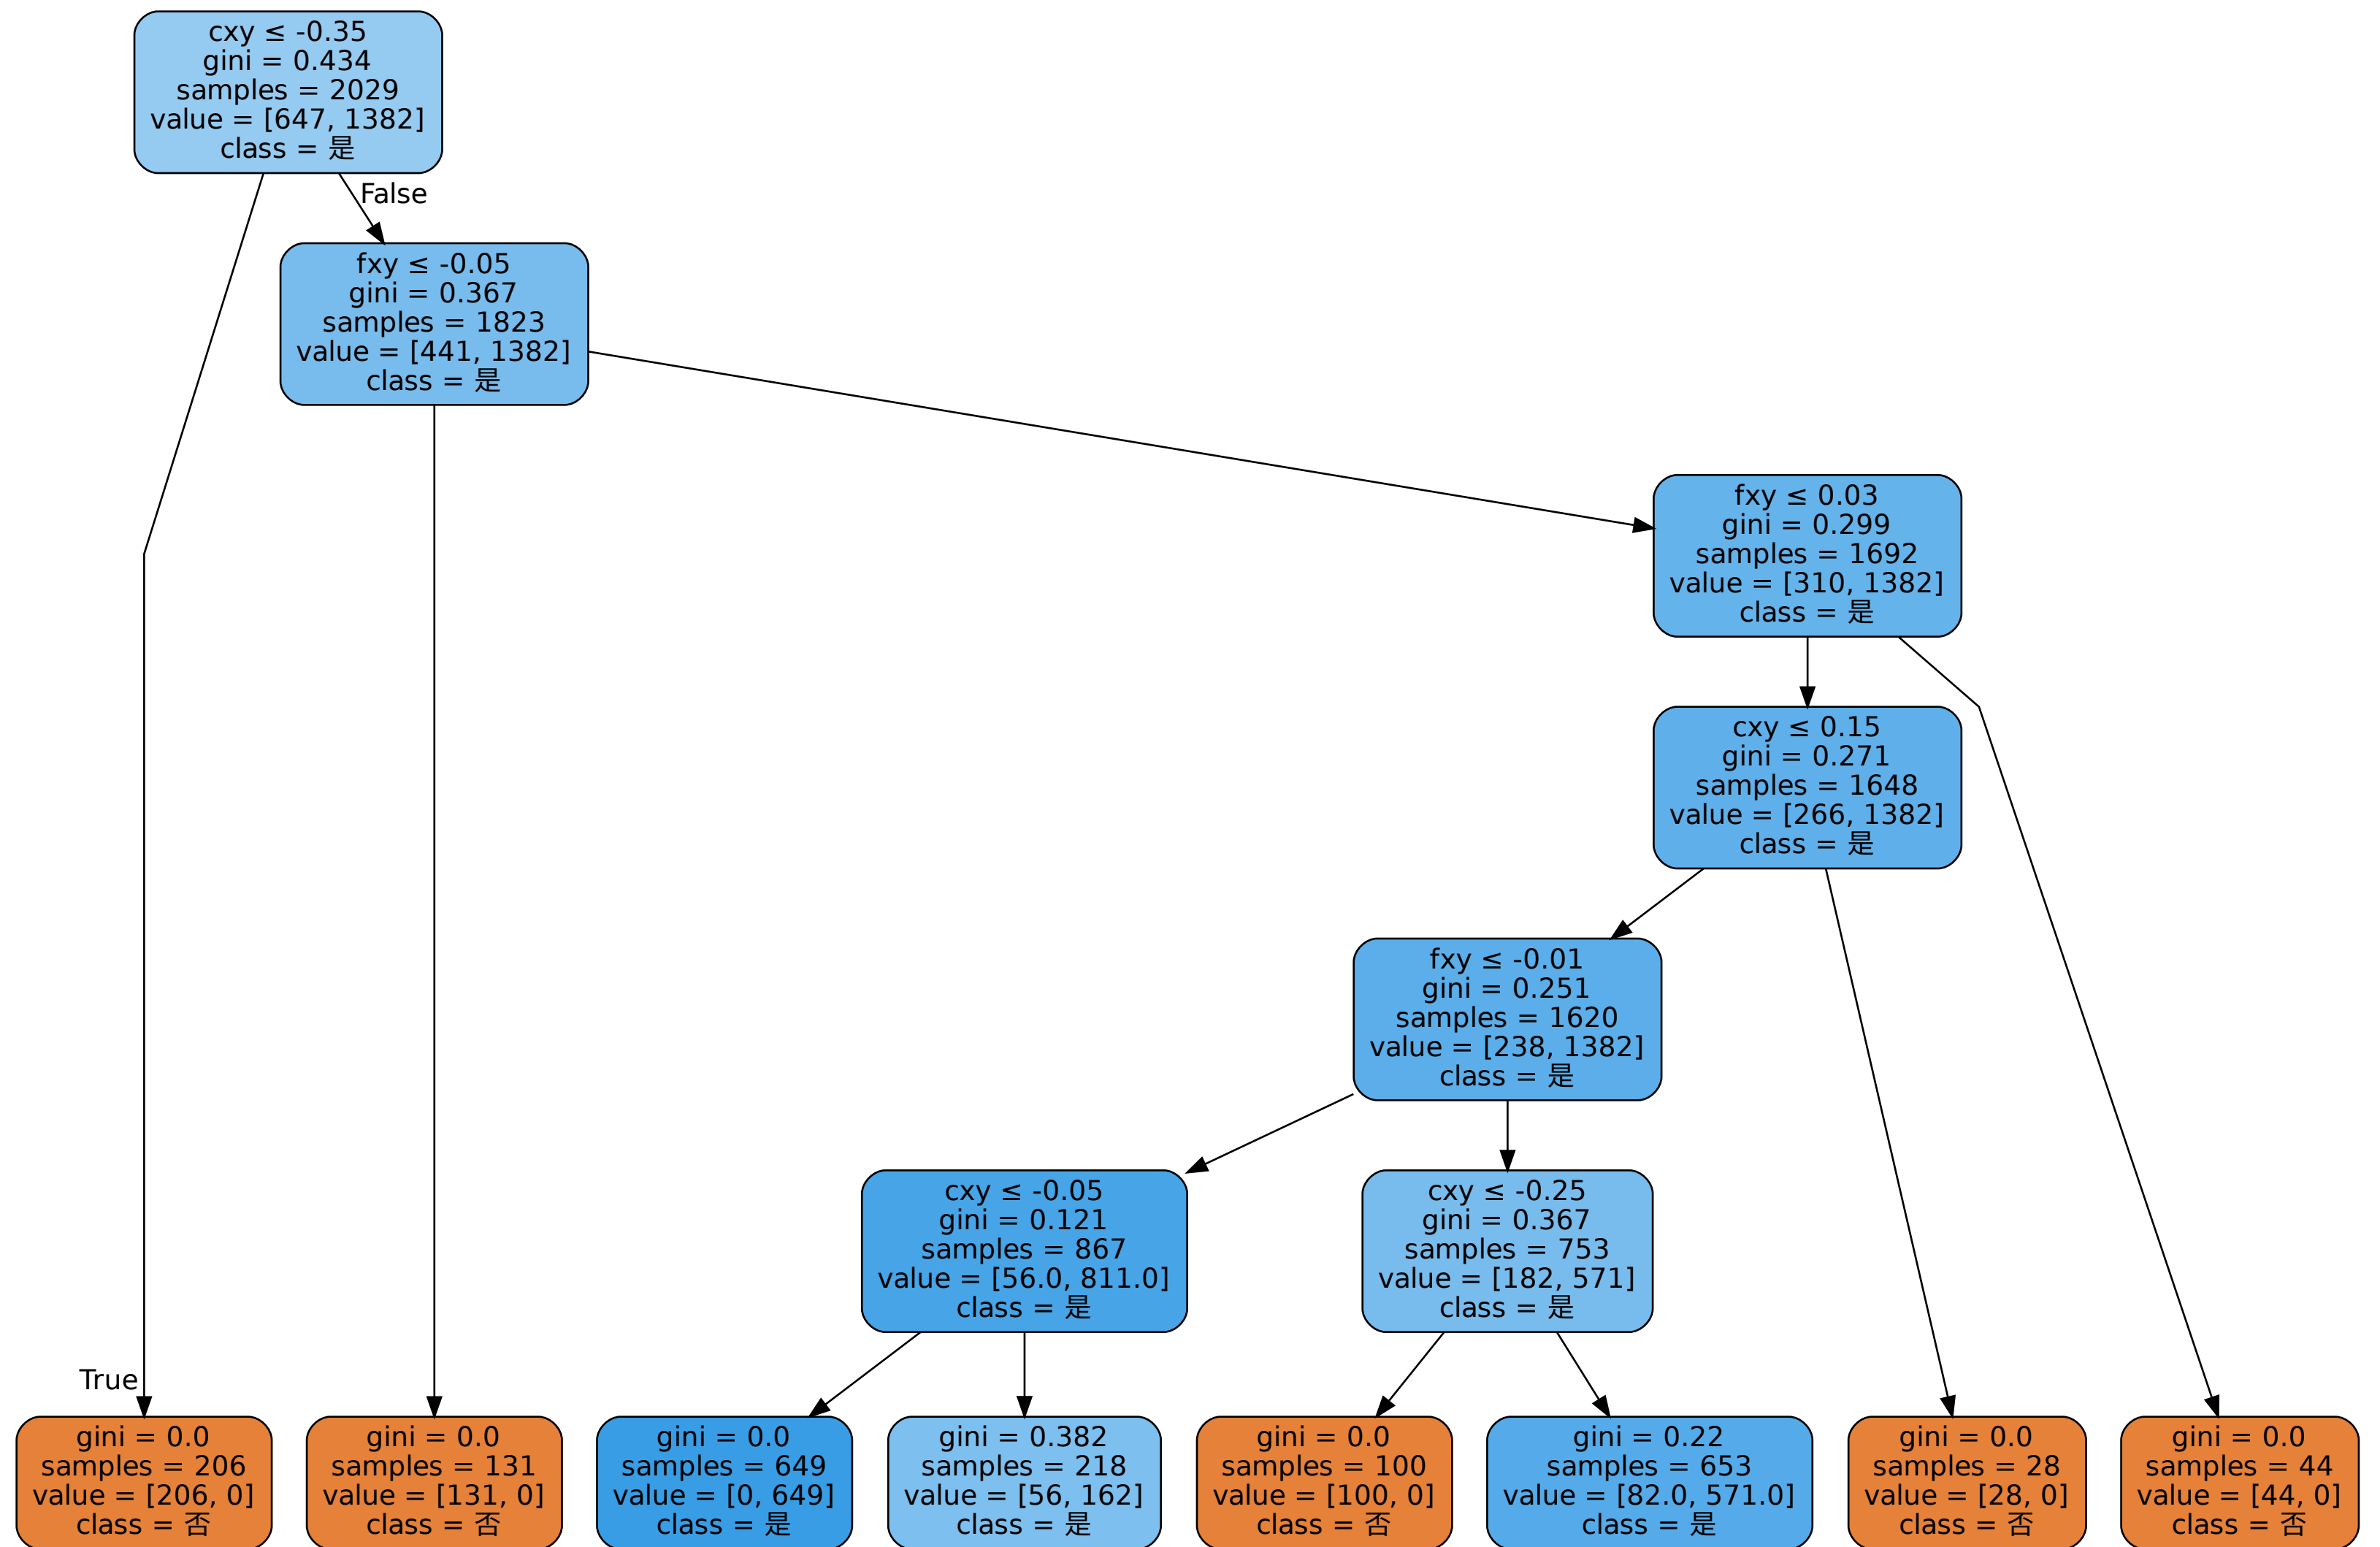 cxy ≤ -0.35
gini = 0.434
samples = 2029
value = [647, 1382]
class = 是
False
fxy ≤ -0.05
gini = 0.367
samples = 1823
value = [441, 1382]
class = 是
fxy ≤ 0.03
gini = 0.299
samples = 1692
value = [310, 1382]
class = 是
cxy ≤ 0.15
gini = 0.271
samples = 1648
value = [266, 1382]
class = 是
fxy ≤ -0.01
gini = 0.251
samples = 1620
value = [238, 1382]
class = 是
cxy ≤ -0.05
gini = 0.121
samples = 867
value = [56.0, 811.0]
class = 是
cxy ≤ -0.25
gini = 0.367
samples = 753
value = [182, 571]
class = 是
True
gini = 0.0
samples = 206
value = [206, 0]
class = 否
gini = 0.0
samples = 131
value = [131, 0]
class = 否
gini = 0.0
samples = 649
value = [0, 649]
class = 是
gini = 0.382
samples = 218
value = [56, 162]
class = 是
gini = 0.0
samples = 100
value = [100, 0]
class = 否
gini = 0.22
samples = 653
value = [82.0, 571.0]
class = 是
gini = 0.0
samples = 28
value = [28, 0]
class = 否
gini = 0.0
samples = 44
value = [44, 0]
class = 否